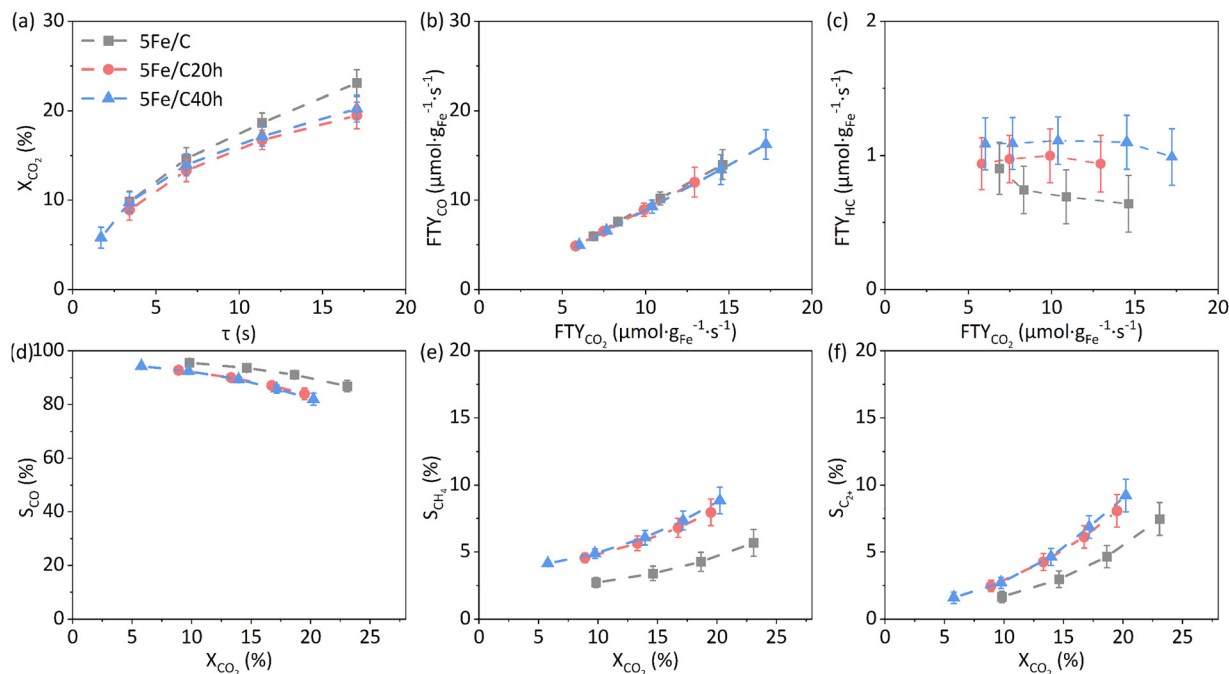 (a)
30
20
10
0
0 5 10 15 20
X_CO₂ (%)
τ (s)
5Fe/C
5Fe/C20h
5Fe/C40h
(b)
30
20
10
0
0 5 10 15 20
FTY_CO (μmol·g_Fe⁻¹·s⁻¹)
FTY_CO₂ (μmol·g_Fe⁻¹·s⁻¹)
(c)
2
1
0
0 5 10 15 20
FTY_HC (μmol·g_Fe⁻¹·s⁻¹)
FTY_CO₂ (μmol·g_Fe⁻¹·s⁻¹)
(d)
100
80
60
40
20
0
0 5 10 15 20 25
S_CO (%)
X_CO₂ (%)
(e)
20
15
10
5
0
0 5 10 15 20 25
S_CH₄ (%)
X_CO₂ (%)
(f)
20
15
10
5
0
0 5 10 15 20 25
S_C₂₊ (%)
X_CO₂ (%)